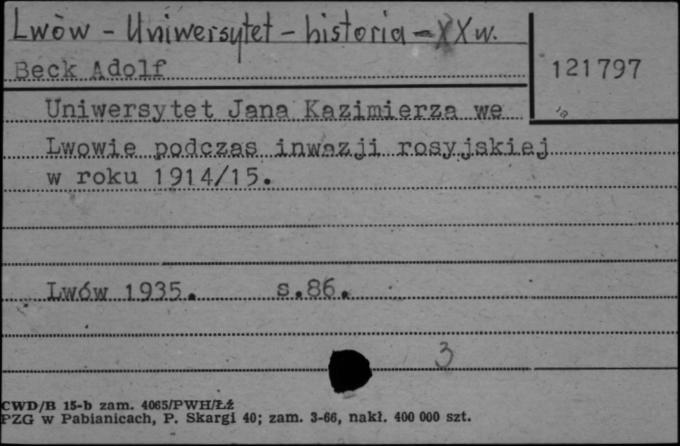 Lwów - Uniwersytet - historia - XX w.
Beck Adolf
121797
Uniwersytet Jana Kazimierza we
Lwowie podczas inwazji rosyjskiej
w roku 1914/15.
Lwów 1935. s.86.
3
CWD/B 15-b zam. 4065/PWH/Łź
PZG w Pabianicach, P. Skargi 40; zam. 3-66, nakł. 400 000 szt.